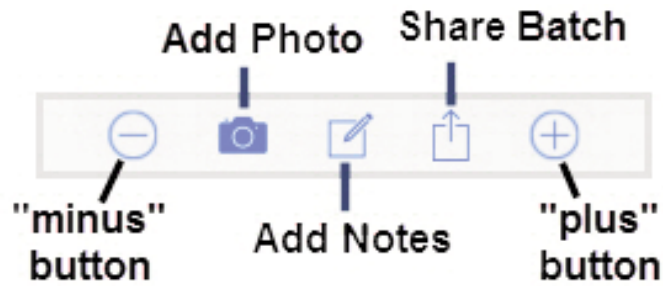 Add Photo
Share Batch
"minus"
button
Add Notes
"plus"
button